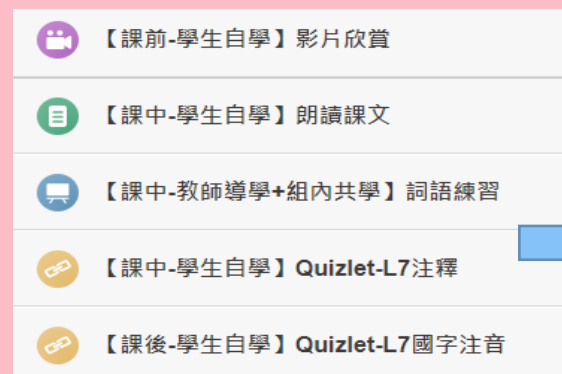 【課前-學生自學】影片欣賞
【課中-學生自學】朗讀課文
【課中-教師導學+組內共學】詞語練習
【課中-學生自學】Quizlet-L7注釋
【課後-學生自學】Quizlet-L7國字注音